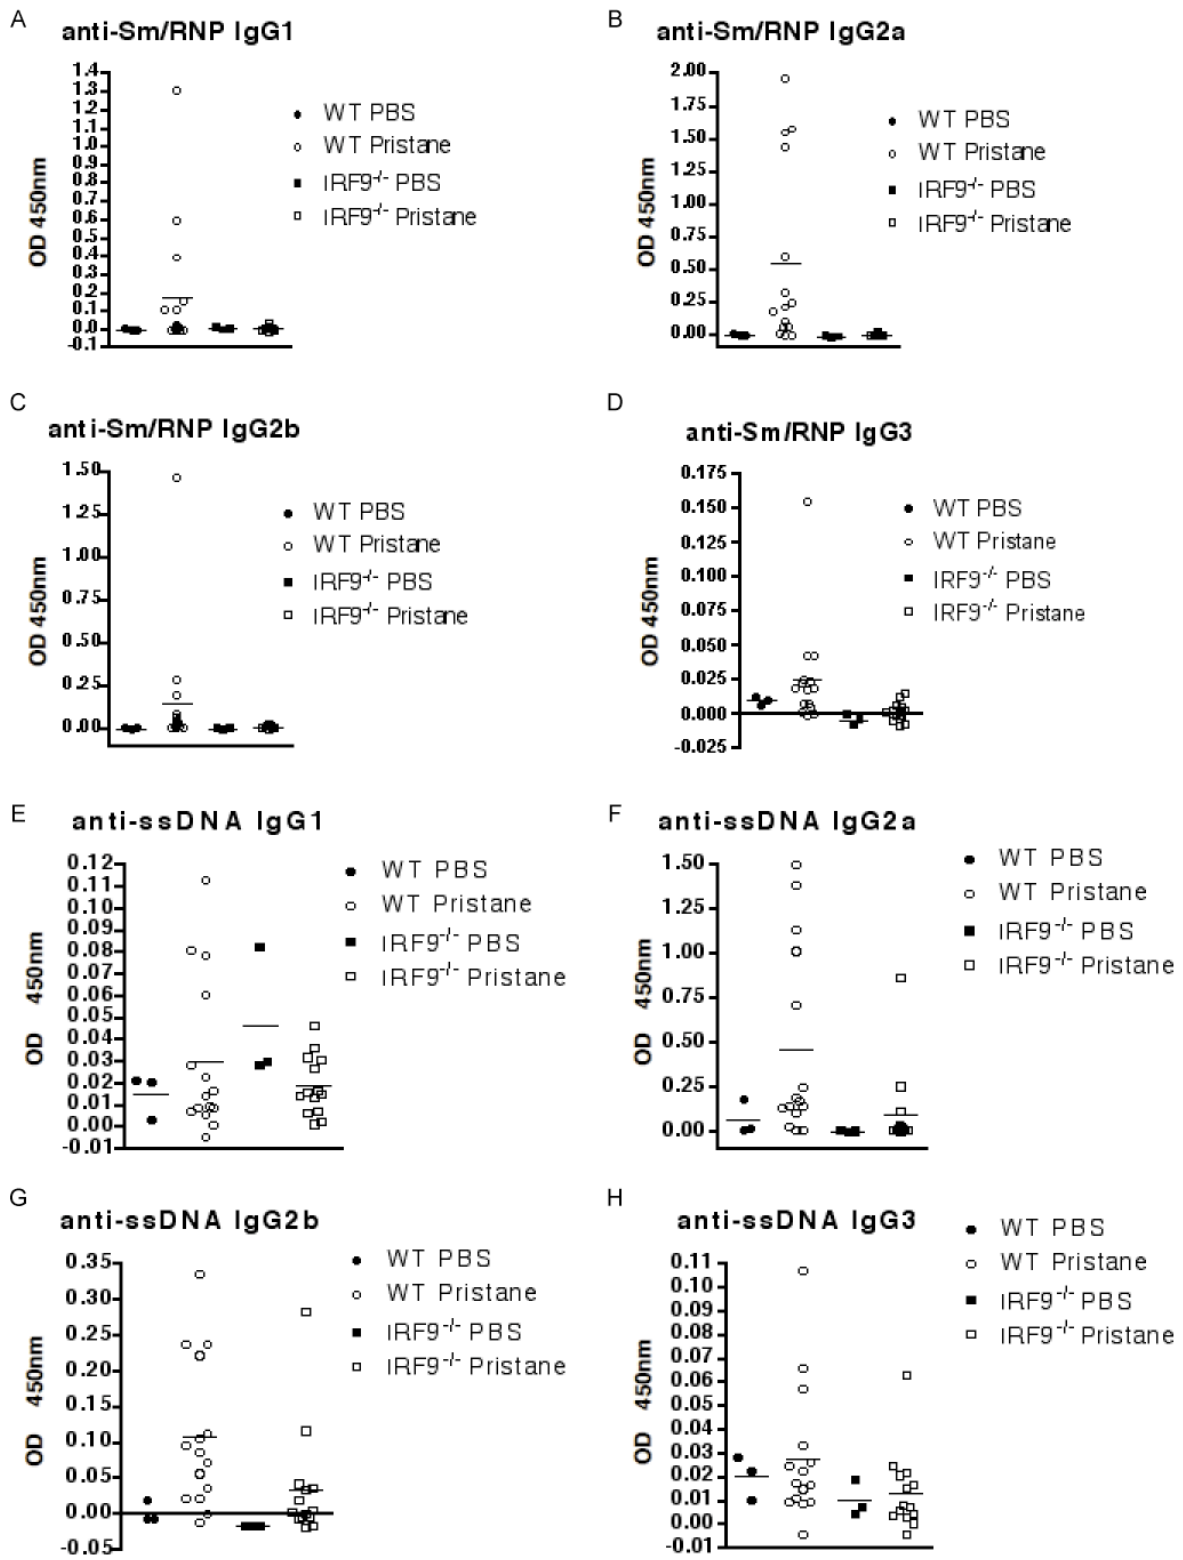 A
anti-Sm/RNP IgG1
1.4
1.3
1.2
1.1
1.0
0.9
0.8
0.7
0.6
0.5
0.4
0.3
0.2
0.1
0.0
-0.1
OD 450nm
WT PBS
WT Pristane
IRF9-/- PBS
IRF9-/- Pristane
B
anti-Sm/RNP IgG2a
2.00
1.75
1.50
1.25
1.00
0.75
0.50
0.25
0.00
OD 450nm
WT PBS
WT Pristane
IRF9-/- PBS
IRF9-/- Pristane
C
anti-Sm/RNP IgG2b
1.50
1.25
1.00
0.75
0.50
0.25
0.00
OD 450nm
WT PBS
WT Pristane
IRF9-/- PBS
IRF9-/- Pristane
D
anti-Sm/RNP IgG3
0.175
0.150
0.125
0.100
0.075
0.050
0.025
0.000
-0.025
OD 450nm
WT PBS
WT Pristane
IRF9-/- PBS
IRF9-/- Pristane
E
anti-ssDNA IgG1
0.12
0.11
0.10
0.09
0.08
0.07
0.06
0.05
0.04
0.03
0.02
0.01
0.00
-0.01
OD 450nm
WT PBS
WT Pristane
IRF9-/- PBS
IRF9-/- Pristane
F
anti-ssDNA IgG2a
1.50
1.25
1.00
0.75
0.50
0.25
0.00
OD 450nm
WT PBS
WT Pristane
IRF9-/- PBS
IRF9-/- Pristane
G
anti-ssDNA IgG2b
0.35
0.30
0.25
0.20
0.15
0.10
0.05
0.00
-0.05
OD 450nm
WT PBS
WT Pristane
IRF9-/- PBS
IRF9-/- Pristane
H
anti-ssDNA IgG3
0.11
0.10
0.09
0.08
0.07
0.06
0.05
0.04
0.03
0.02
0.01
0.00
-0.01
OD 450nm
WT PBS
WT Pristane
IRF9-/- PBS
IRF9-/- Pristane